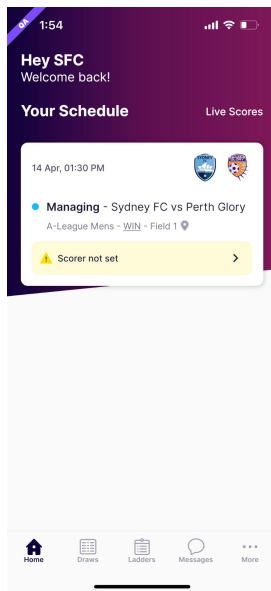 QA
1:54
Hey SFC
Welcome back!
Your Schedule
Live Scores
14 Apr, 01:30 PM
SYDNEY
Managing - Sydney FC vs Perth Glory
A-League Mens - WIN - Field 1
Scorer not set
Home
Draws
Ladders
Messages
More